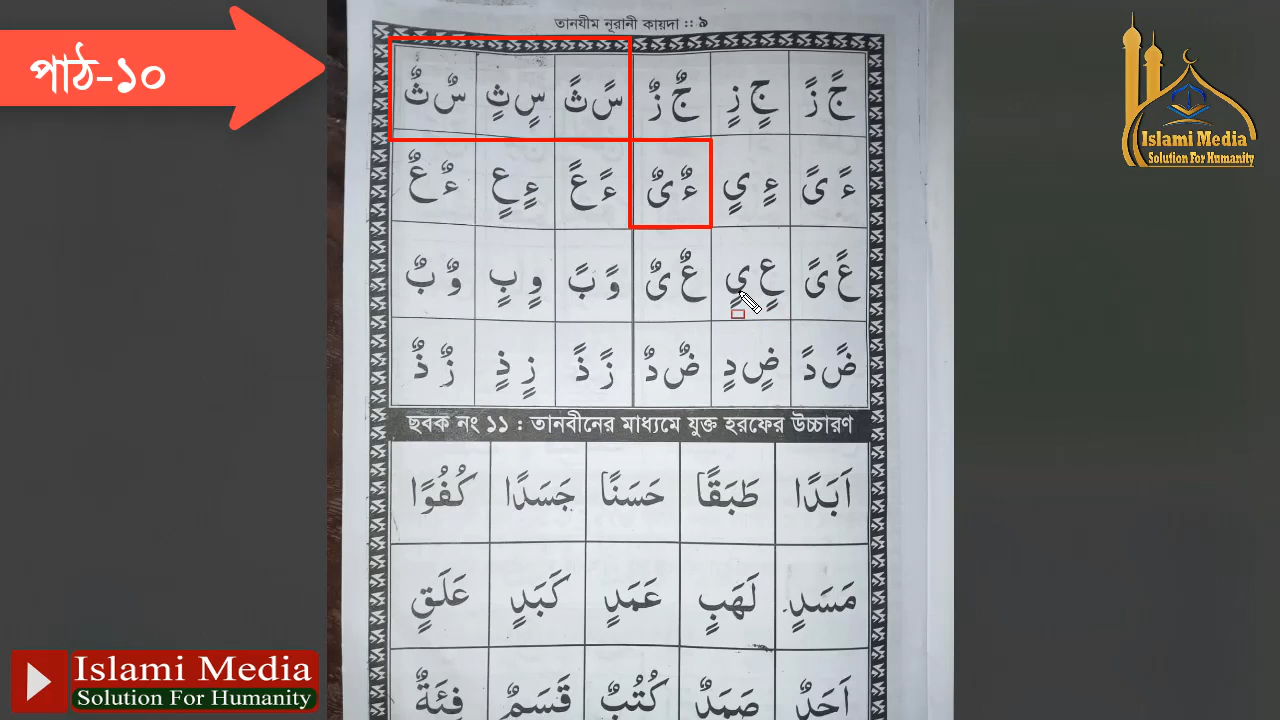 তানযীম নূরানী কায়দা :: ৯
পাঠ-১০
Islami Media
Solution For Humanity
جً زً جٍ زٍ جٌ زٌ سً ثً سٍ ثٍ سٌ ثٌ
ءً ىً ءٍ ىٍ ءٌ ىٌ ءً عً ءٍ عٍ ءٌ عٌ
عً ىً عٍ ىٍ عٌ ىٌ وً بً وٍ بٍ وٌ بٌ
ضً دً ضٍ دٍ ضٌ دٌ زً ذً زٍ ذٍ زٌ ذٌ
ছবক নং ১১ : তানবীনের মাধ্যমে যুক্ত হরফের উচ্চারণ
اَبَدًا طَبَقًا حَسَنًا جَسَدًا كُفُوًا
مَسَدٍ لَهَبٍ عَمَدٍ كَبَدٍ عَلَقٍ
اَحَدٌ صَمَدٌ كُتُبٌ قَسَمٌ فِئَةٌ
Islami Media
Solution For Humanity